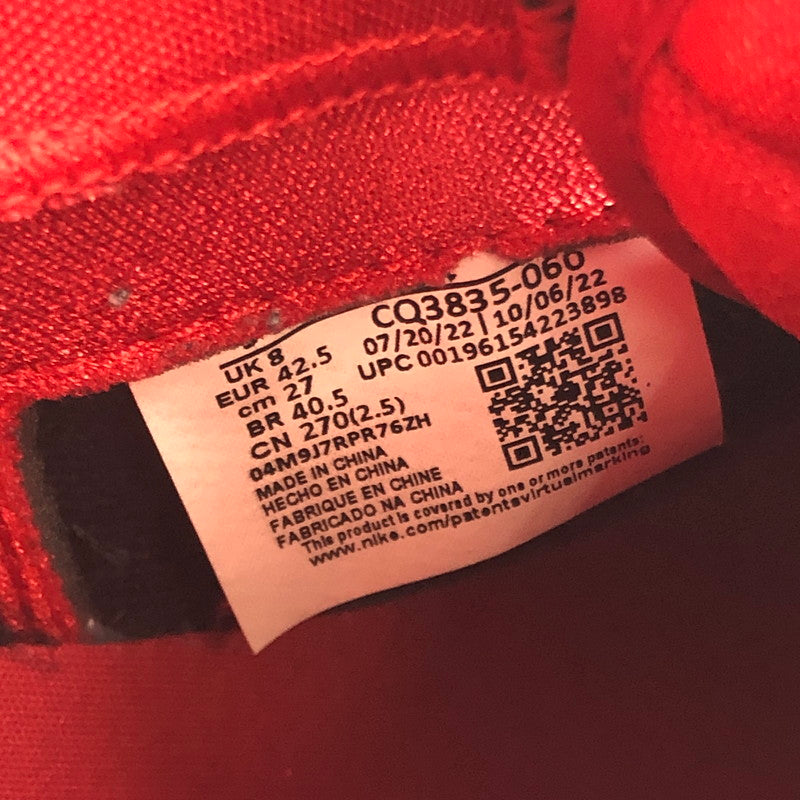 UK 8
EUR 42.5
cm 27
BR 40.5
CN 270(2.5)
04M9J7RPR76ZH
MADE IN CHINA
HECHO EN CHINA
FABRIQUE EN CHINE
FABRICADO NA CHINA
This product is covered by one or more patents:
www.nike.com/patentsvirtualmarking
CQ3835-060
07/20/22 | 10/06/22
UPC 00196154223898